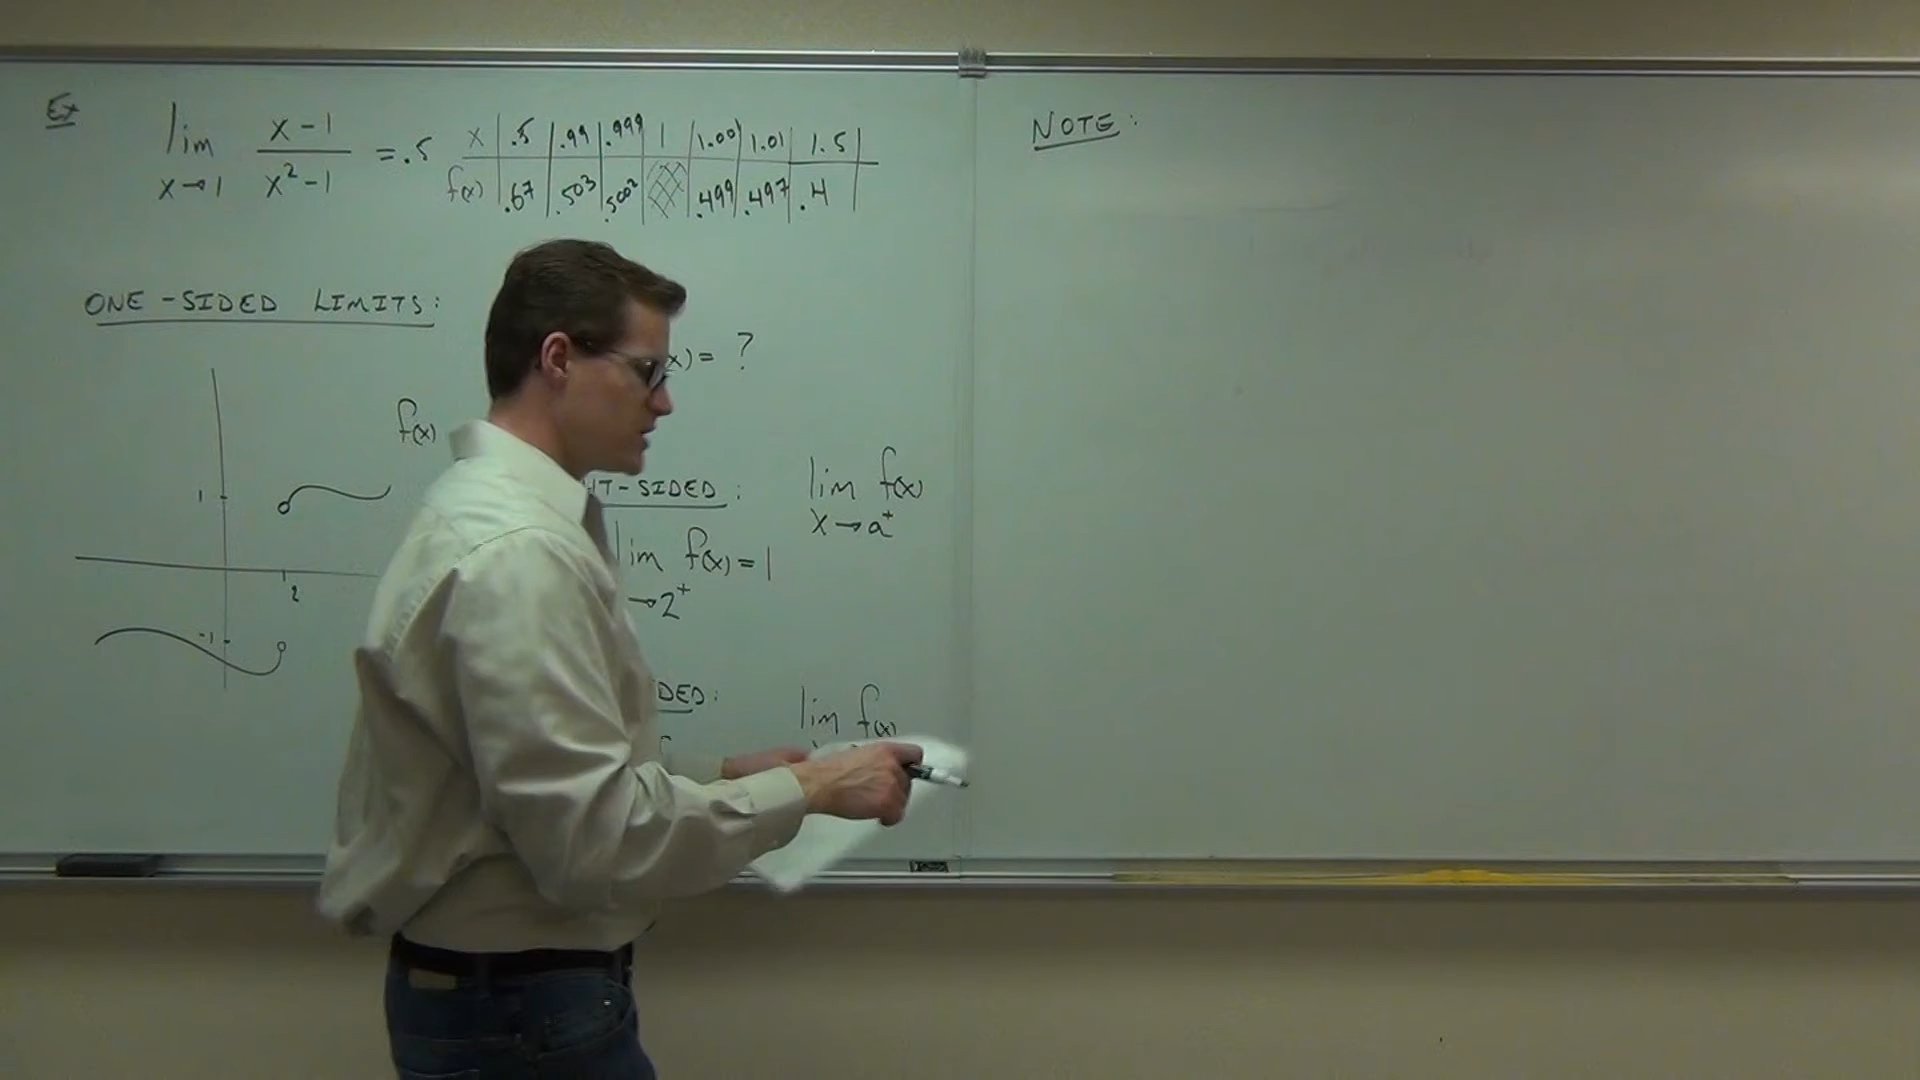 Ex lim x→1 x-1 / x²-1 = .5
x .5 .99 .999 1 1.001 1.01 1.5
f(x) .67 .503 .5002 .499 .497 .4
ONE-SIDED LIMITS:
x) = ?
f(x)
1
2
-1
HT-SIDED : lim f(x)
x→a⁺
lim f(x) = 1
→2⁺
DED: lim f(x)
NOTE: